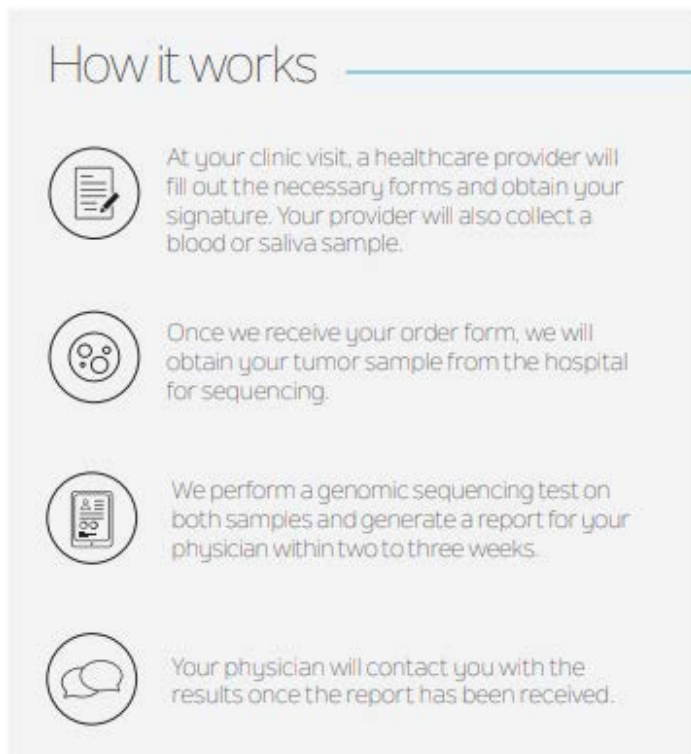 How it works
At your clinic visit, a healthcare provider will
fill out the necessary forms and obtain your
signature. Your provider will also collect a
blood or saliva sample.
Once we receive your order form, we will
obtain your tumor sample from the hospital
for sequencing.
We perform a genomic sequencing test on
both samples and generate a report for your
physician within two to three weeks.
Your physician will contact you with the
results once the report has been received.